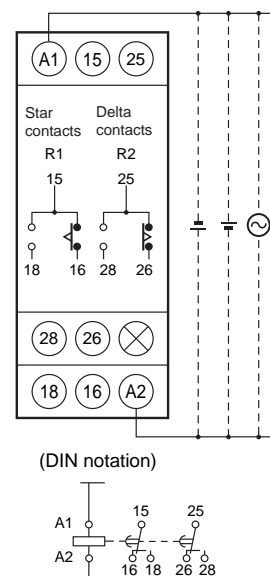 A1 15 25
Star Delta
contacts contacts
R1 R2
15 25
18 16 28 26
28 26
18 16 A2
(DIN notation)
A1 15 25
A2
16 18 26 28